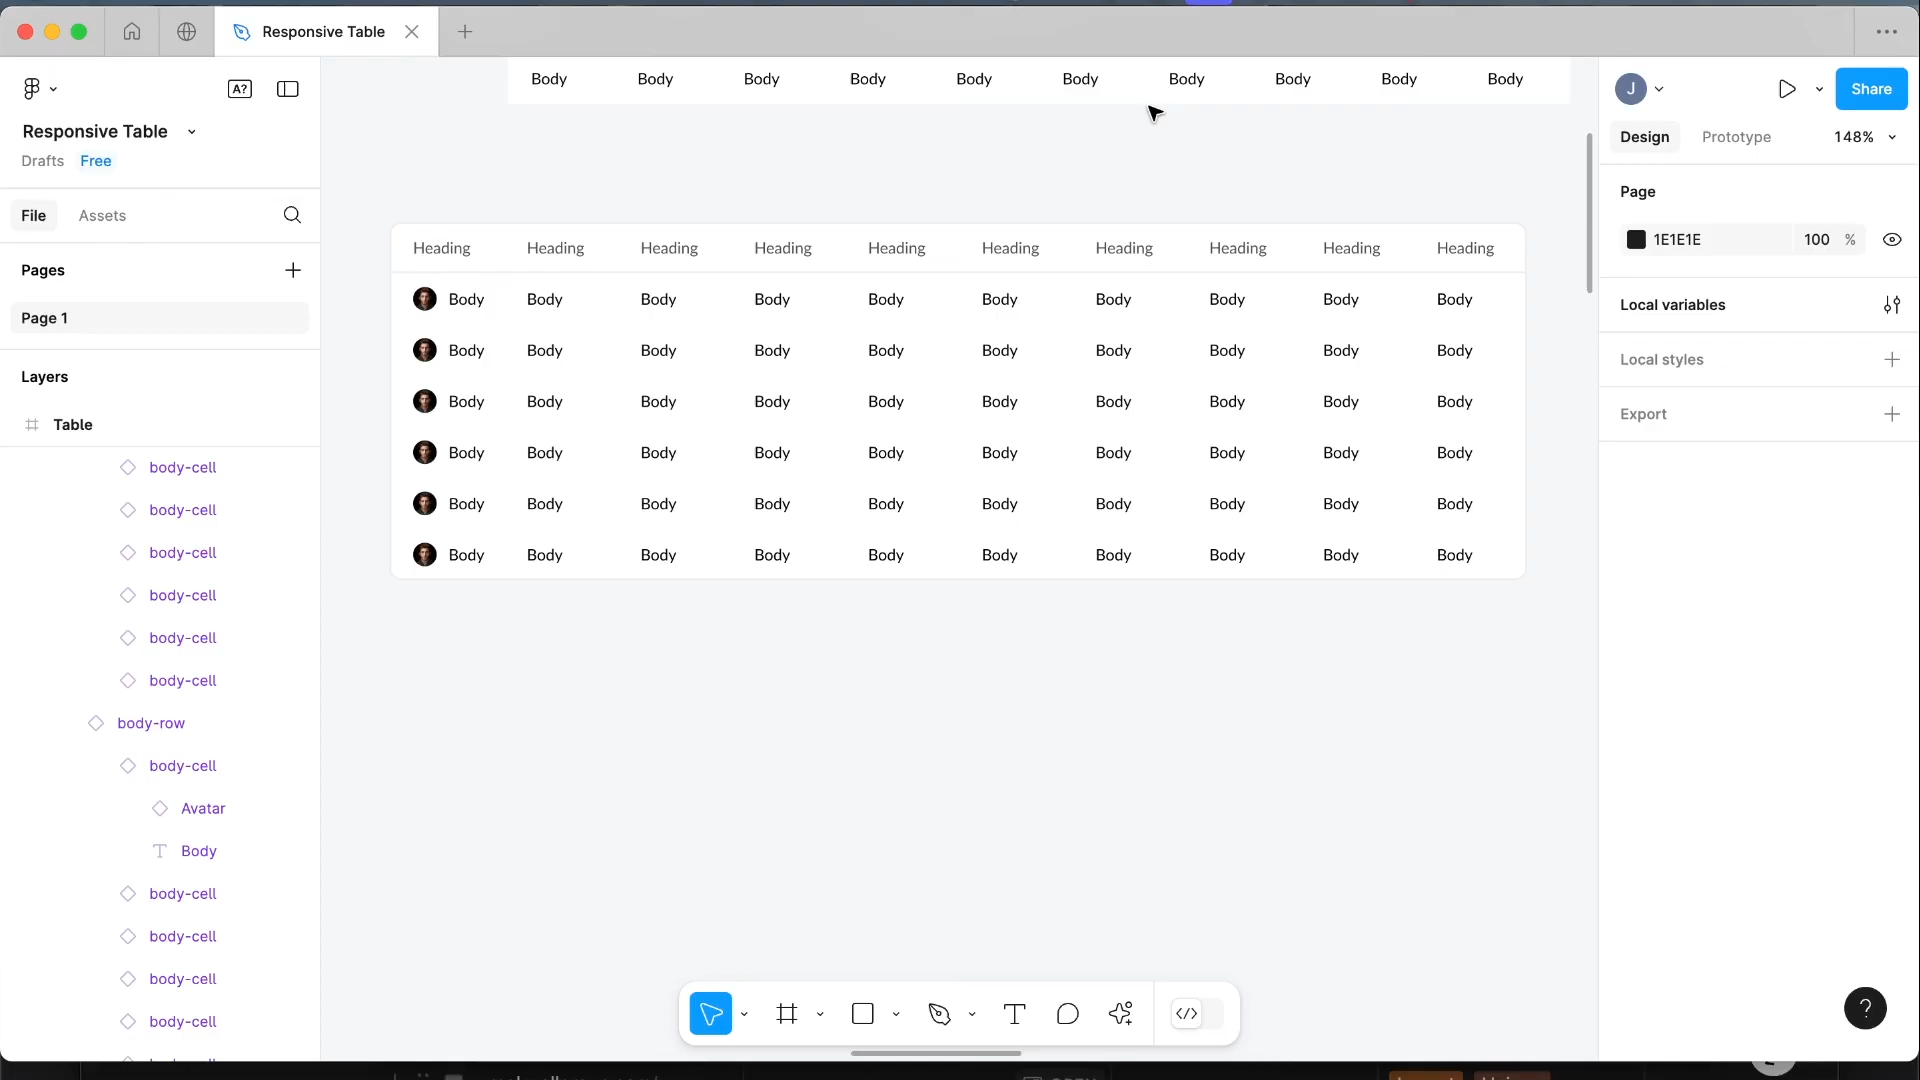 Responsive Table
Body Body Body Body Body Body Body Body Body Body
A?
J
Share
Responsive Table
Drafts Free
Design Prototype 148%
Page
File Assets
1E1E1E 100 %
Pages
Page 1
Local variables
Local styles
Layers
Export
Table
Heading Heading Heading Heading Heading Heading Heading Heading Heading Heading
Body Body Body Body Body Body Body Body Body Body
Body Body Body Body Body Body Body Body Body Body
Body Body Body Body Body Body Body Body Body Body
Body Body Body Body Body Body Body Body Body Body
Body Body Body Body Body Body Body Body Body Body
Body Body Body Body Body Body Body Body Body Body
body-cell
body-cell
body-cell
body-cell
body-cell
body-cell
body-row
body-cell
Avatar
Body
body-cell
body-cell
body-cell
body-cell
?